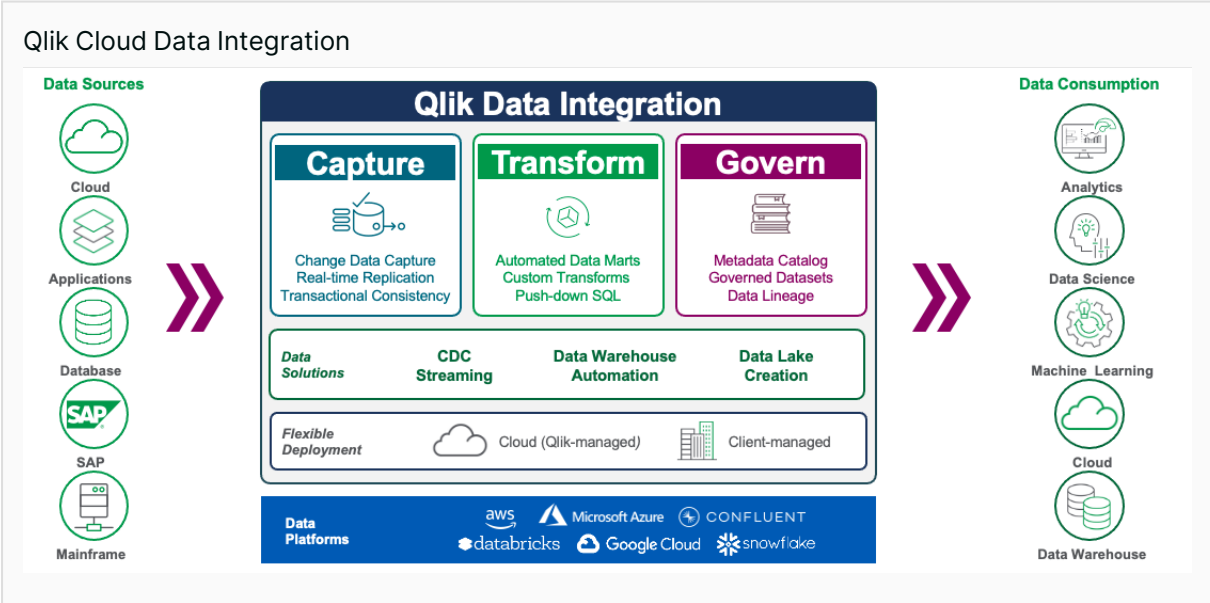 Qlik Cloud Data Integration
Data Sources
Cloud
Applications
Database
SAP
SAP
Mainframe
Qlik Data Integration
Capture
Change Data Capture
Real-time Replication
Transactional Consistency
Transform
Automated Data Marts
Custom Transforms
Push-down SQL
Govern
Metadata Catalog
Governed Datasets
Data Lineage
Data
Solutions
CDC
Streaming
Data Warehouse
Automation
Data Lake
Creation
Flexible
Deployment
Cloud (Qlik-managed)
Client-managed
Data
Platforms
aws
Microsoft Azure
CONFLUENT
databricks
Google Cloud
snowflake
Data Consumption
Analytics
Data Science
Machine Learning
Cloud
Data Warehouse